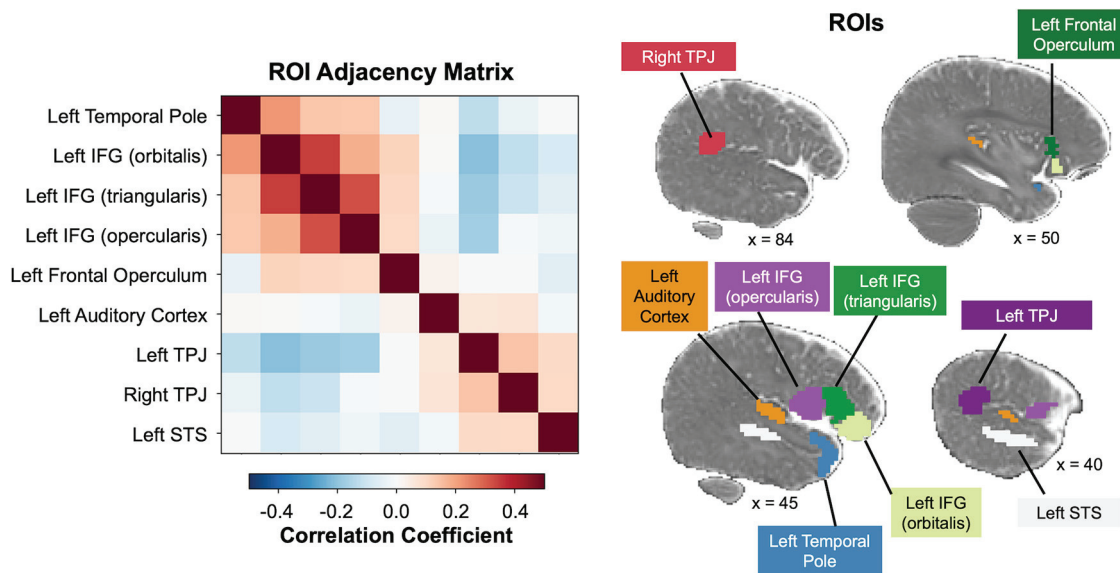 ROI Adjacency Matrix
Left Temporal Pole
Left IFG (orbitalis)
Left IFG (triangularis)
Left IFG (opercularis)
Left Frontal Operculum
Left Auditory Cortex
Left TPJ
Right TPJ
Left STS
-0.4
-0.2
0.0
0.2
0.4
Correlation Coefficient
ROIs
Right TPJ
Left Frontal
Operculum
x = 84
x = 50
Left
Auditory
Cortex
Left IFG
(opercularis)
Left IFG
(triangularis)
Left TPJ
x = 45
x = 40
Left IFG
(orbitalis)
Left STS
Left Temporal
Pole